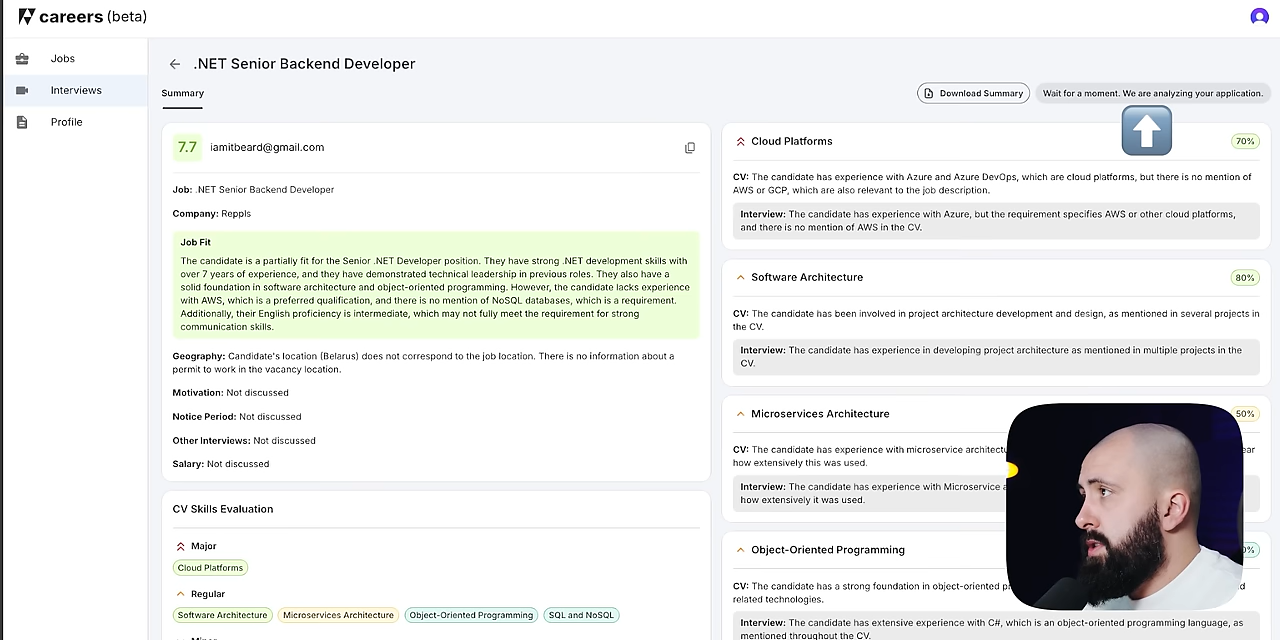 careers (beta)
Jobs
Interviews
Profile
.NET Senior Backend Developer
Summary
Download Summary
Wait for a moment. We are analyzing your application.
7.7 iamitbeard@gmail.com
Job: .NET Senior Backend Developer
Company: Reppls
Job Fit
The candidate is a partially fit for the Senior .NET Developer position. They have strong .NET development skills with
over 7 years of experience, and they have demonstrated technical leadership in previous roles. They also have a
solid foundation in software architecture and object-oriented programming. However, the candidate lacks experience
with AWS, which is a preferred qualification, and there is no mention of NoSQL databases, which is a requirement.
Additionally, their English proficiency is intermediate, which may not fully meet the requirement for strong
communication skills.
Geography: Candidate's location (Belarus) does not correspond to the job location. There is no information about a
permit to work in the vacancy location.
Motivation: Not discussed
Notice Period: Not discussed
Other Interviews: Not discussed
Salary: Not discussed
CV Skills Evaluation
Major
Cloud Platforms
Regular
Software Architecture
Microservices Architecture
Object-Oriented Programming
SQL and NoSQL
Cloud Platforms
70%
CV: The candidate has experience with Azure and Azure DevOps, which are cloud platforms, but there is no mention of
AWS or GCP, which are also relevant to the job description.
Interview: The candidate has experience with Azure, but the requirement specifies AWS or other cloud platforms,
and there is no mention of AWS in the CV.
Software Architecture
80%
CV: The candidate has been involved in project architecture development and design, as mentioned in several projects in
the CV.
Interview: The candidate has experience in developing project architecture as mentioned in multiple projects in the
CV.
Microservices Architecture
50%
CV: The candidate has experience with microservice
how extensively this was used.
Interview: The candidate has experience with Microservice
how extensively it was used.
Object-Oriented Programming
CV: The candidate has a strong foundation in object-oriented
related technologies.
Interview: The candidate has extensive experience with C#, which is an object-oriented programming language, as
mentioned throughout the CV.